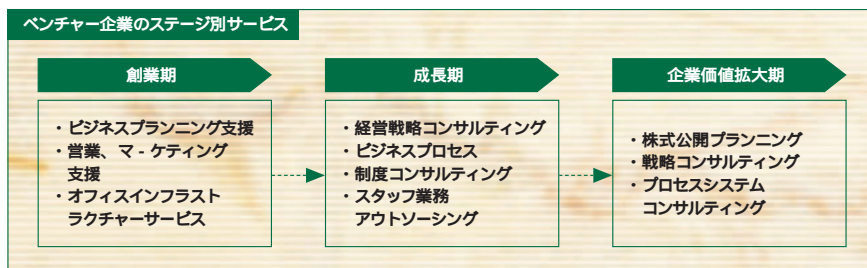 ベンチャー企業のステージ別サービス
創業期
・ビジネスプランニング支援
・営業、マ - ケティング
支援
・オフィスインフラスト
ラクチャーサービス
成長期
・経営戦略コンサルティング
・ビジネスプロセス
・制度コンサルティング
・スタッフ業務
アウトソーシング
企業価値拡大期
・株式公開プランニング
・戦略コンサルティング
・プロセスシステム
コンサルティング